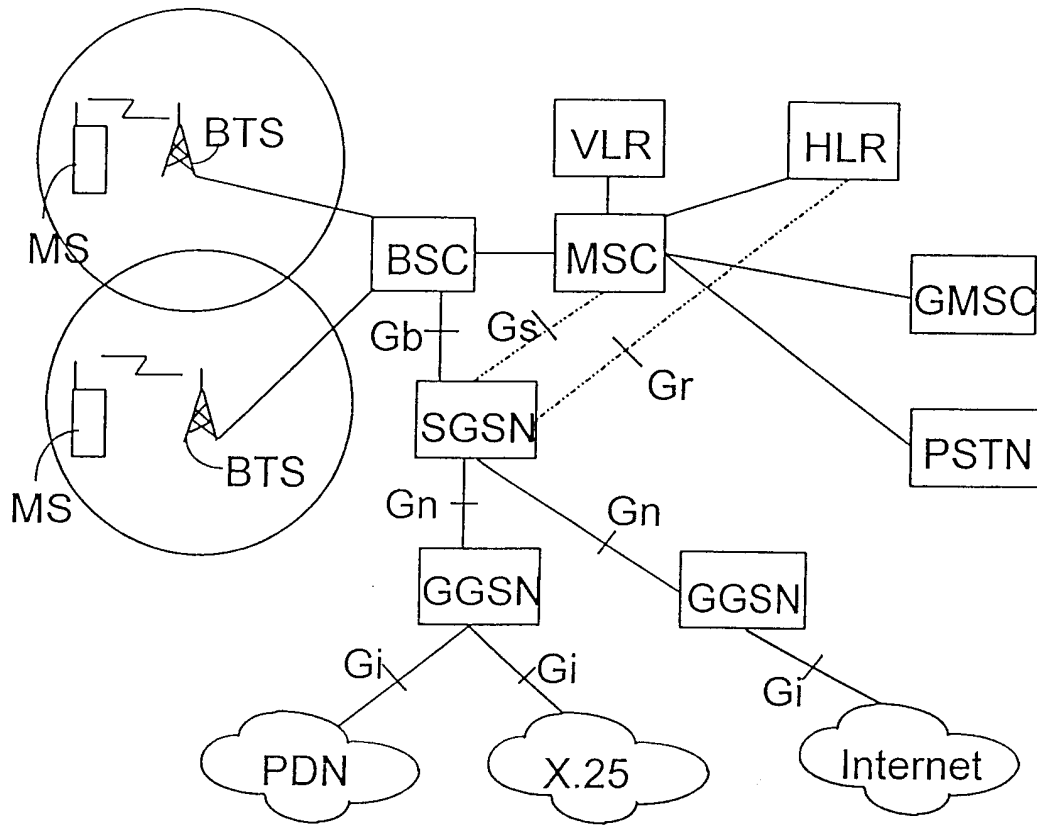 BTS
VLR
HLR
MS
BSC
MSC
GMSC
Gb
Gs
Gr
SGSN
PSTN
BTS
MS
Gn
Gn
GGSN
GGSN
Gi
Gi
Gi
PDN
X.25
Internet